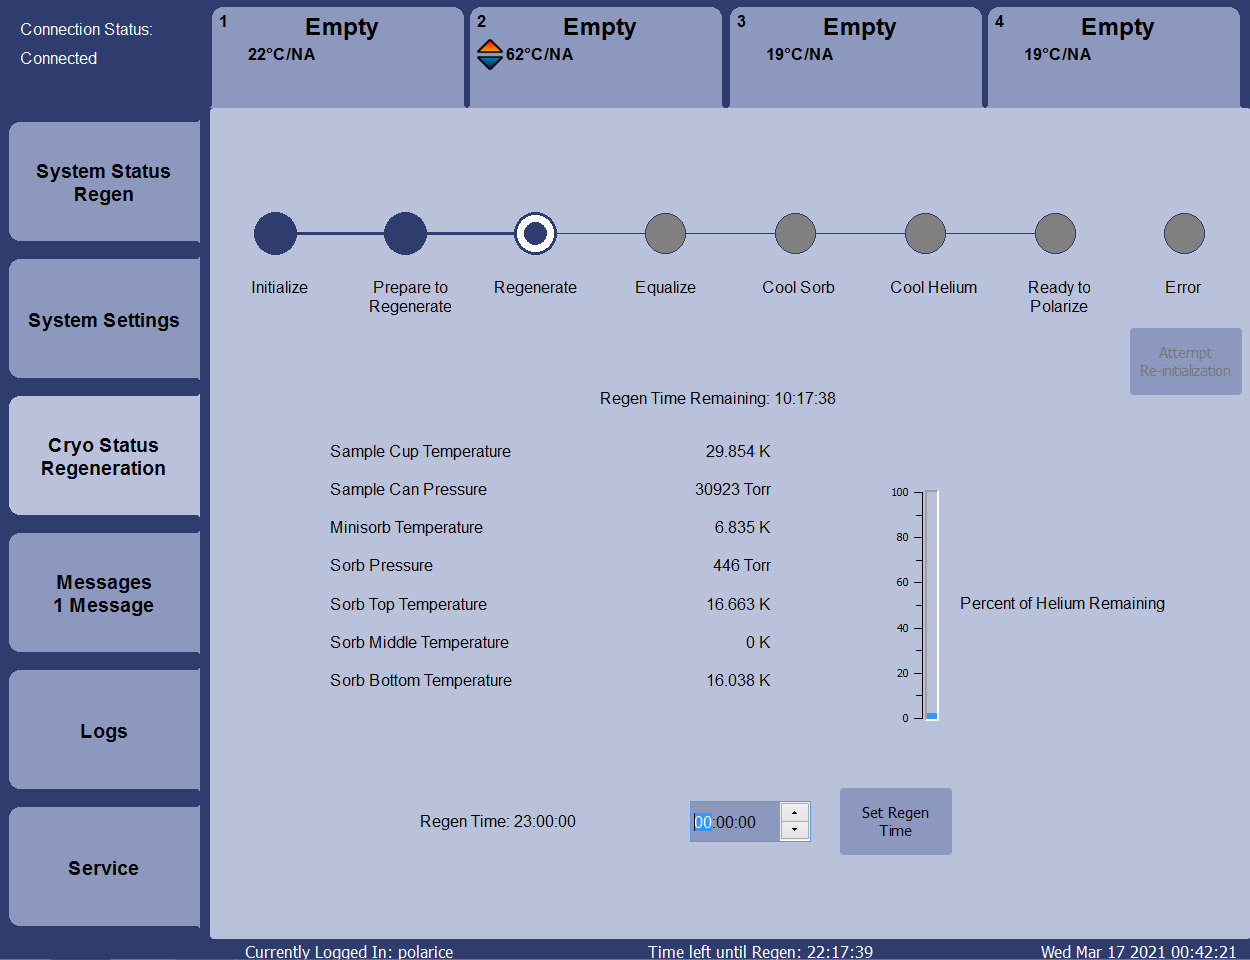 Connection Status:
Connected
1
Empty
22°C/NA
2
Empty
62°C/NA
3
Empty
19°C/NA
4
Empty
19°C/NA
System Status
Regen
System Settings
Cryo Status
Regeneration
Messages
1 Message
Logs
Service
Initialize
Prepare to
Regenerate
Regenerate
Equalize
Cool Sorb
Cool Helium
Ready to
Polarize
Error
Attempt
Re-initialization
Regen Time Remaining: 10:17:38
Sample Cup Temperature 29.854 K
Sample Can Pressure 30923 Torr
Minisorb Temperature 6.835 K
Sorb Pressure 446 Torr
Sorb Top Temperature 16.663 K
Sorb Middle Temperature 0 K
Sorb Bottom Temperature 16.038 K
100
80
60
40
20
0
Percent of Helium Remaining
Regen Time: 23:00:00
00:00:00
Set Regen
Time
Currently Logged In: polarice
Time left until Regen: 22:17:39
Wed Mar 17 2021 00:42:21